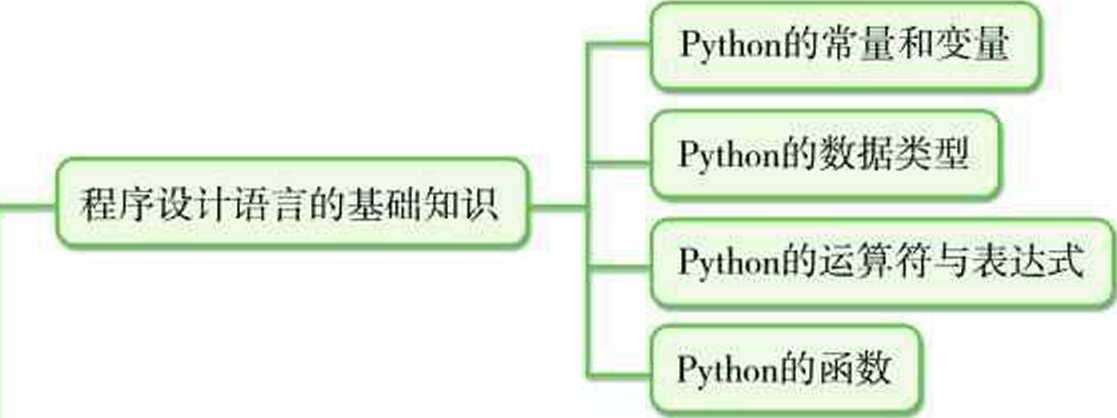 Python的常量和变量
Python的数据类型
程序设计语言的基础知识
Python的运算符与表达式
Python的函数